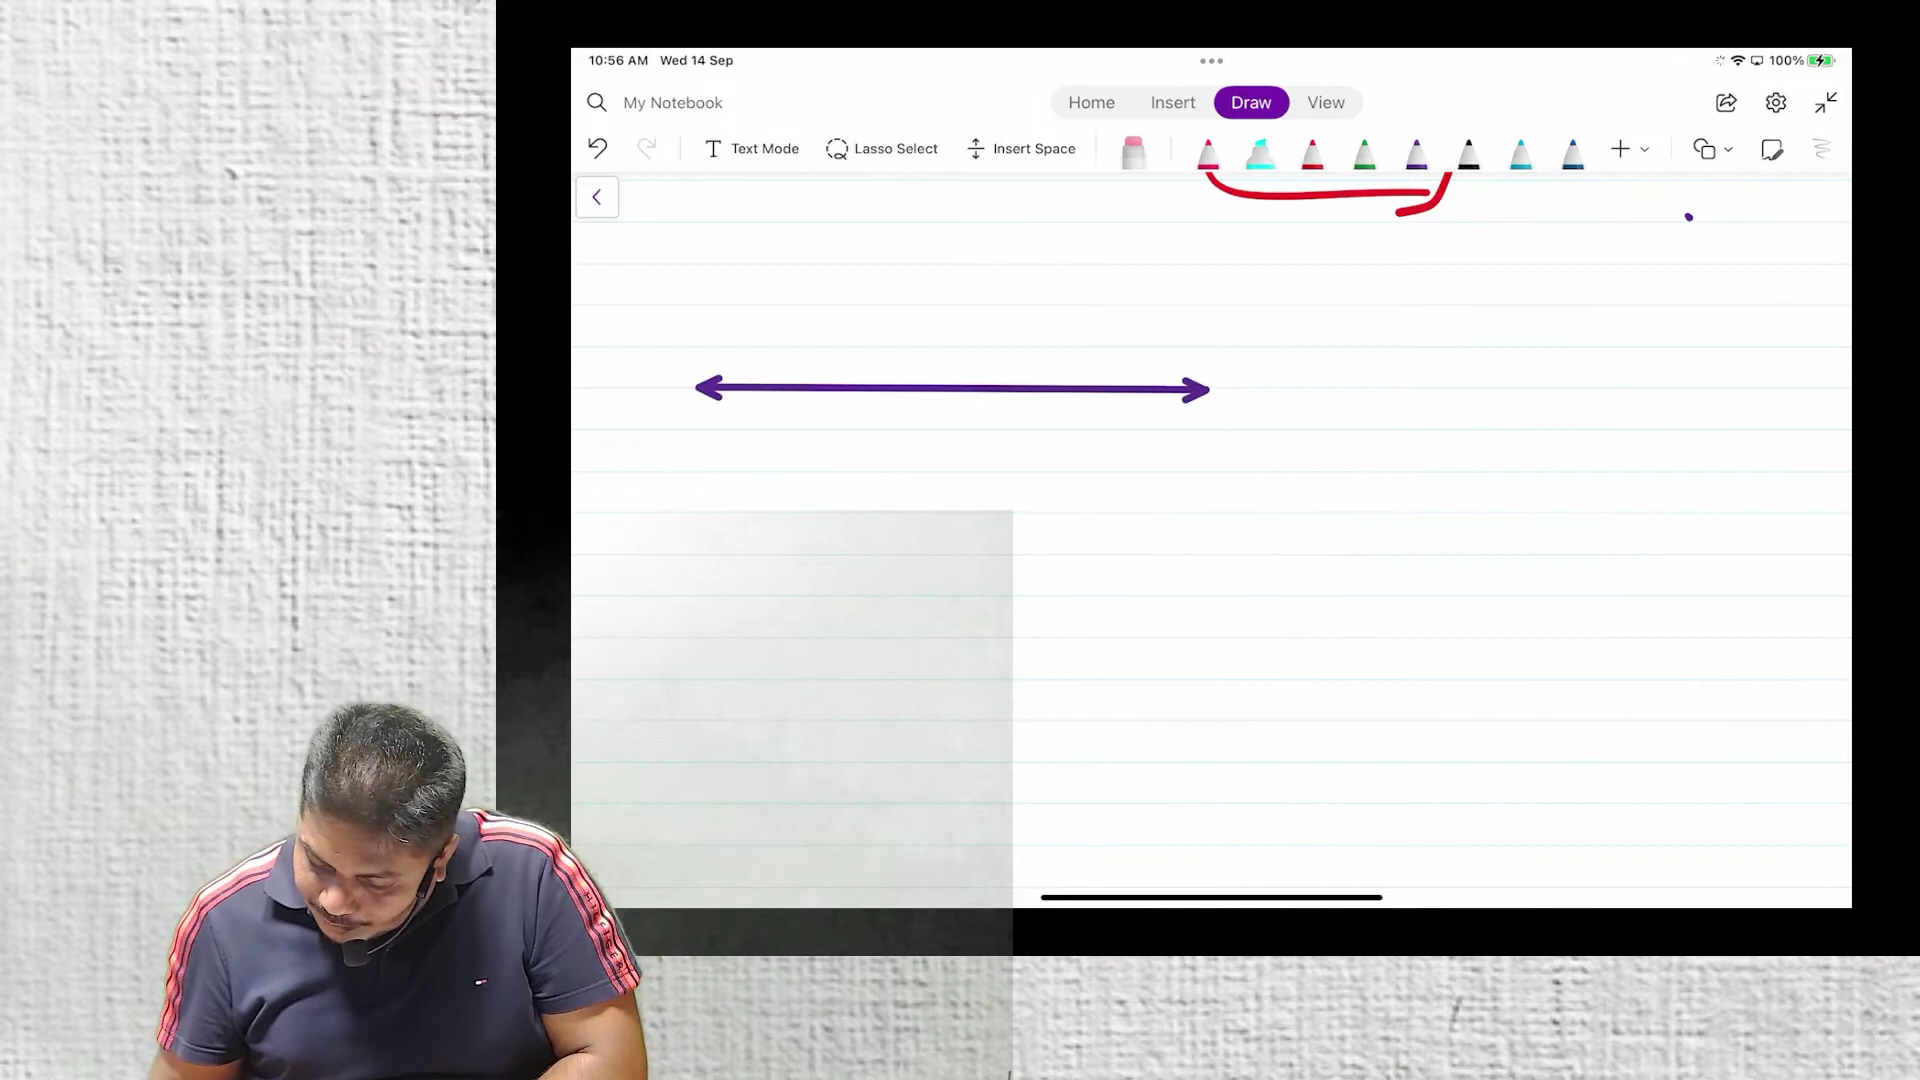 10:56 AM Wed 14 Sep
100%
My Notebook
Home Insert Draw View
Text Mode Lasso Select Insert Space